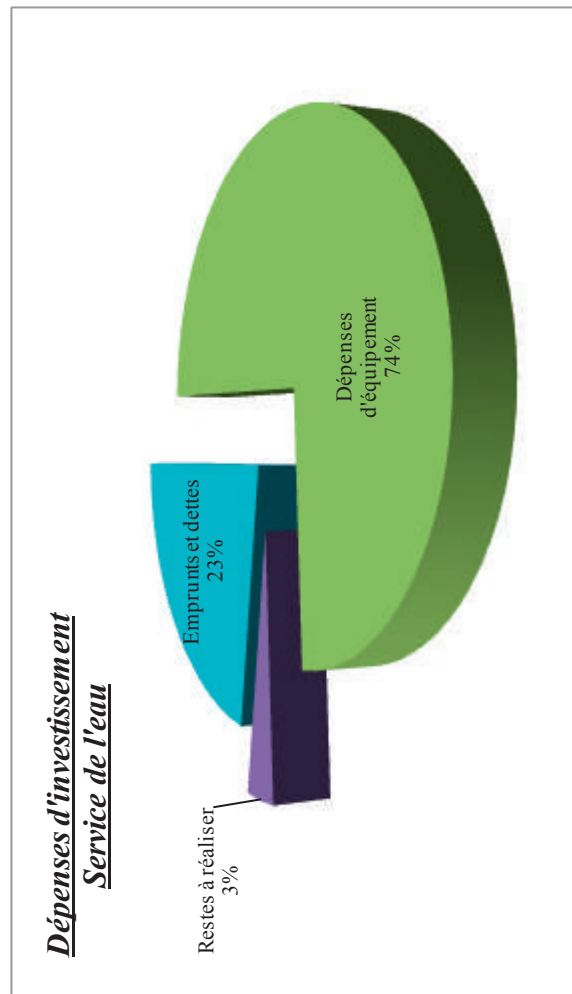 Dépenses d'investissement
Service de l'eau
Emprunts et dettes
23%
Restes à réaliser
3%
Dépenses
d'équipement
74%